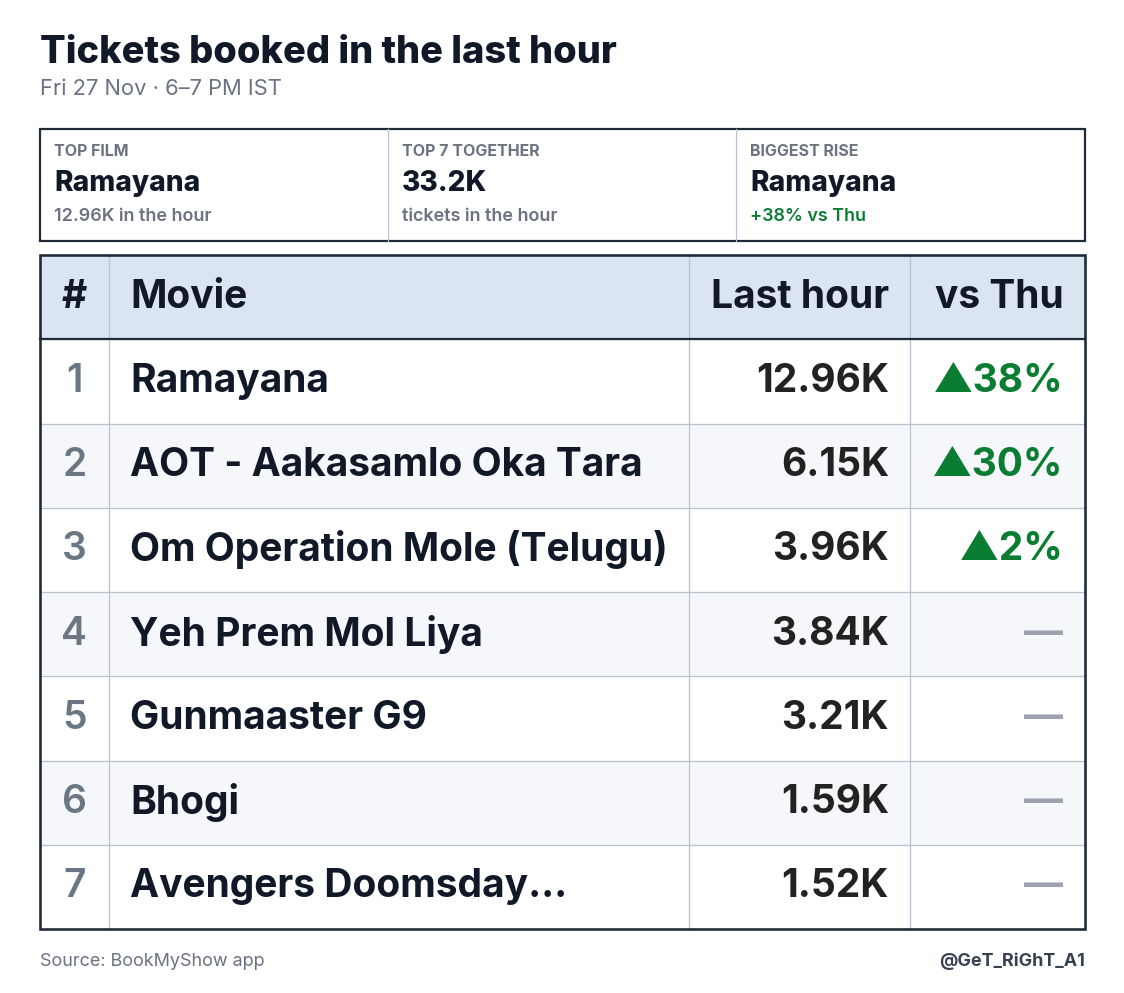 Tickets booked in the last hour
Fri 27 Nov · 6–7 PM IST
TOP FILM
Ramayana
12.96K in the hour
TOP 7 TOGETHER
33.2K
tickets in the hour
BIGGEST RISE
Ramayana
+38% vs Thu
# Movie Last hour vs Thu
1 Ramayana 12.96K ▲38%
2 AOT - Aakasamlo Oka Tara 6.15K ▲30%
3 Om Operation Mole (Telugu) 3.96K ▲2%
4 Yeh Prem Mol Liya 3.84K —
5 Gunmaaster G9 3.21K —
6 Bhogi 1.59K —
7 Avengers Doomsday... 1.52K —
Source: BookMyShow app
@GeT_RiGhT_A1